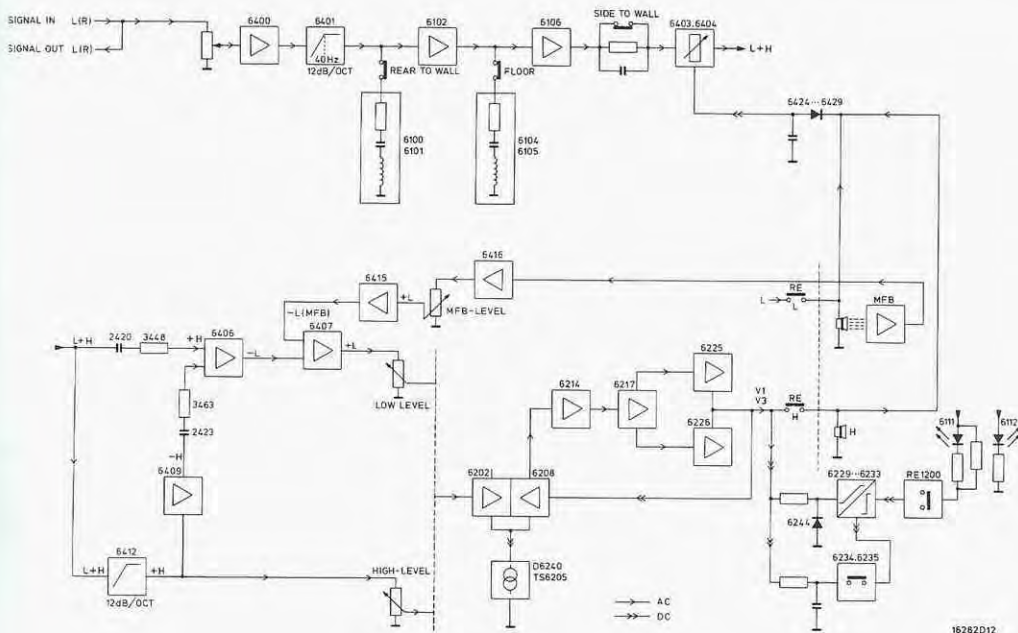 SIGNAL IN L(R)
SIGNAL OUT L(R)
6400
6401
40Hz
12dB/OCT
6102
6106
SIDE TO WALL
6403.6404
L+H
REAR TO WALL
FLOOR
6100
6101
6104
6105
6424...6429
6416
6415
+L
MFB-LEVEL
-L(MFB)
RE
L
L
MFB
L+H
2420
3448
+H
6406
-L
6407
+L
LOW LEVEL
3463
2423
-H
6409
6225
6214
6217
6226
V1
V3
RE
H
H
6111
6112
6202
6208
6229...6233
RE1200
6244
6234.6235
L+H
6412
+H
12dB/OCT
HIGH-LEVEL
D6240
TS6205
AC
DC
16262D12